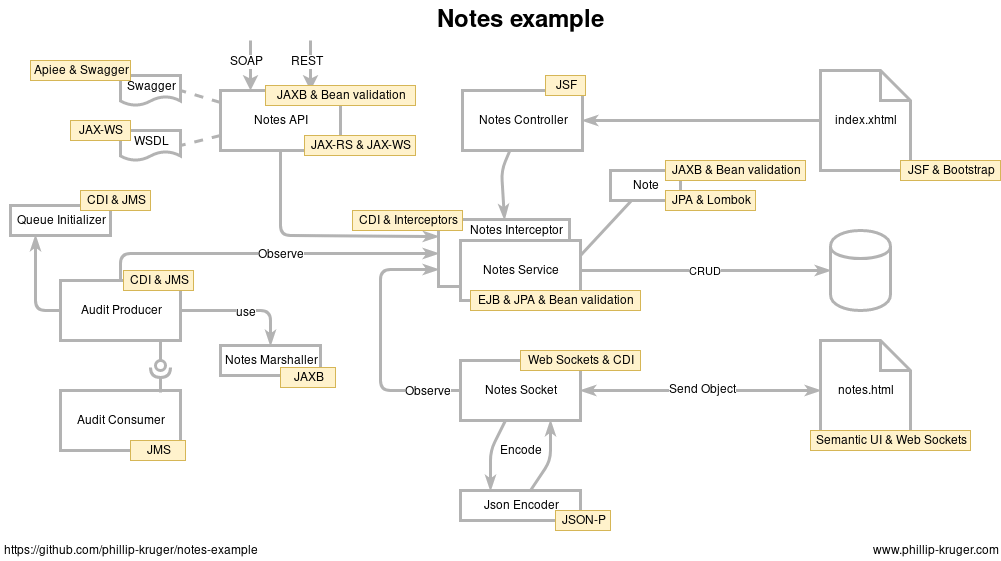 Notes example
SOAP
REST
Apiee & Swagger
Swagger
JAXB & Bean validation
Notes API
JAX-WS
WSDL
JAX-RS & JAX-WS
JSF
Notes Controller
index.xhtml
JSF & Bootstrap
JAXB & Bean validation
Note
JPA & Lombok
CDI & JMS
Queue Initializer
CDI & Interceptors
Notes Interceptor
Observe
Notes Service
CRUD
EJB & JPA & Bean validation
CDI & JMS
Audit Producer
use
Notes Marshaller
JAXB
Web Sockets & CDI
Observe
Notes Socket
Send Object
notes.html
Semantic UI & Web Sockets
Audit Consumer
JMS
Encode
Json Encoder
JSON-P
https://github.com/phillip-kruger/notes-example
www.phillip-kruger.com